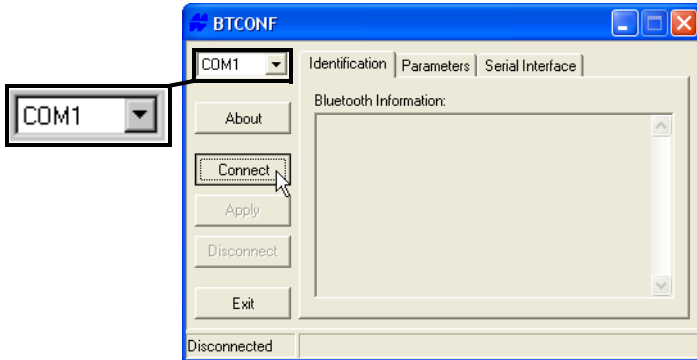 BTCONF
COM1
Identification Parameters Serial Interface
COM1
Bluetooth Information:
About
Connect
Apply
Disconnect
Exit
Disconnected